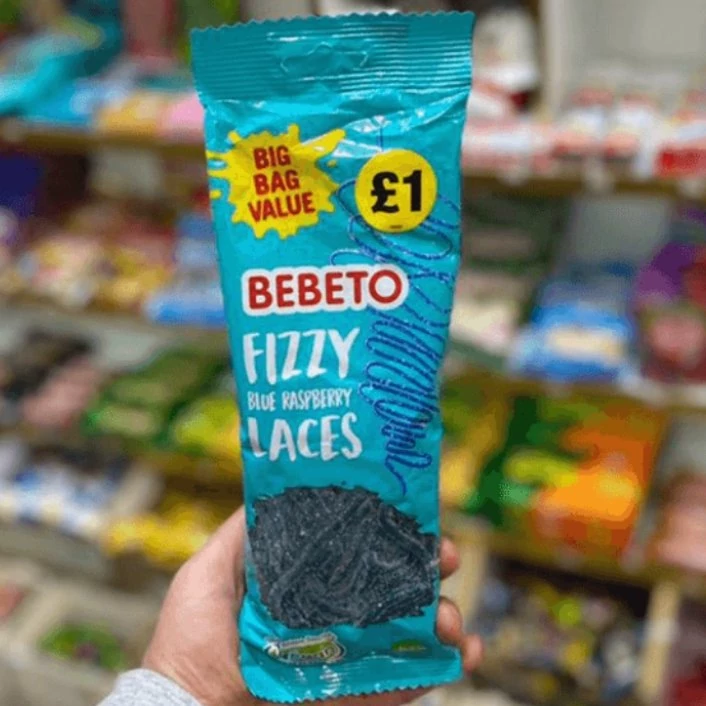 BIG
BAG
VALUE
£1
BEBETO
FIZZY
BLUE RASPBERRY
LACES